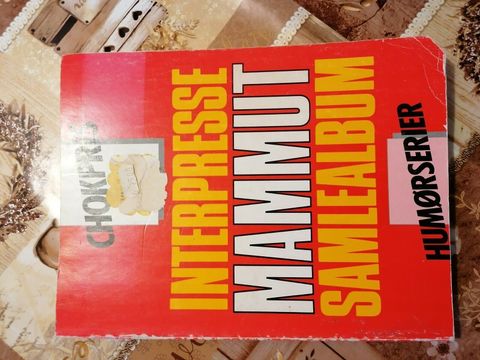 CHOKPRIS
INTERPRESSE
MAMMUT
SAMLEALBUM
HUMØRSERIER